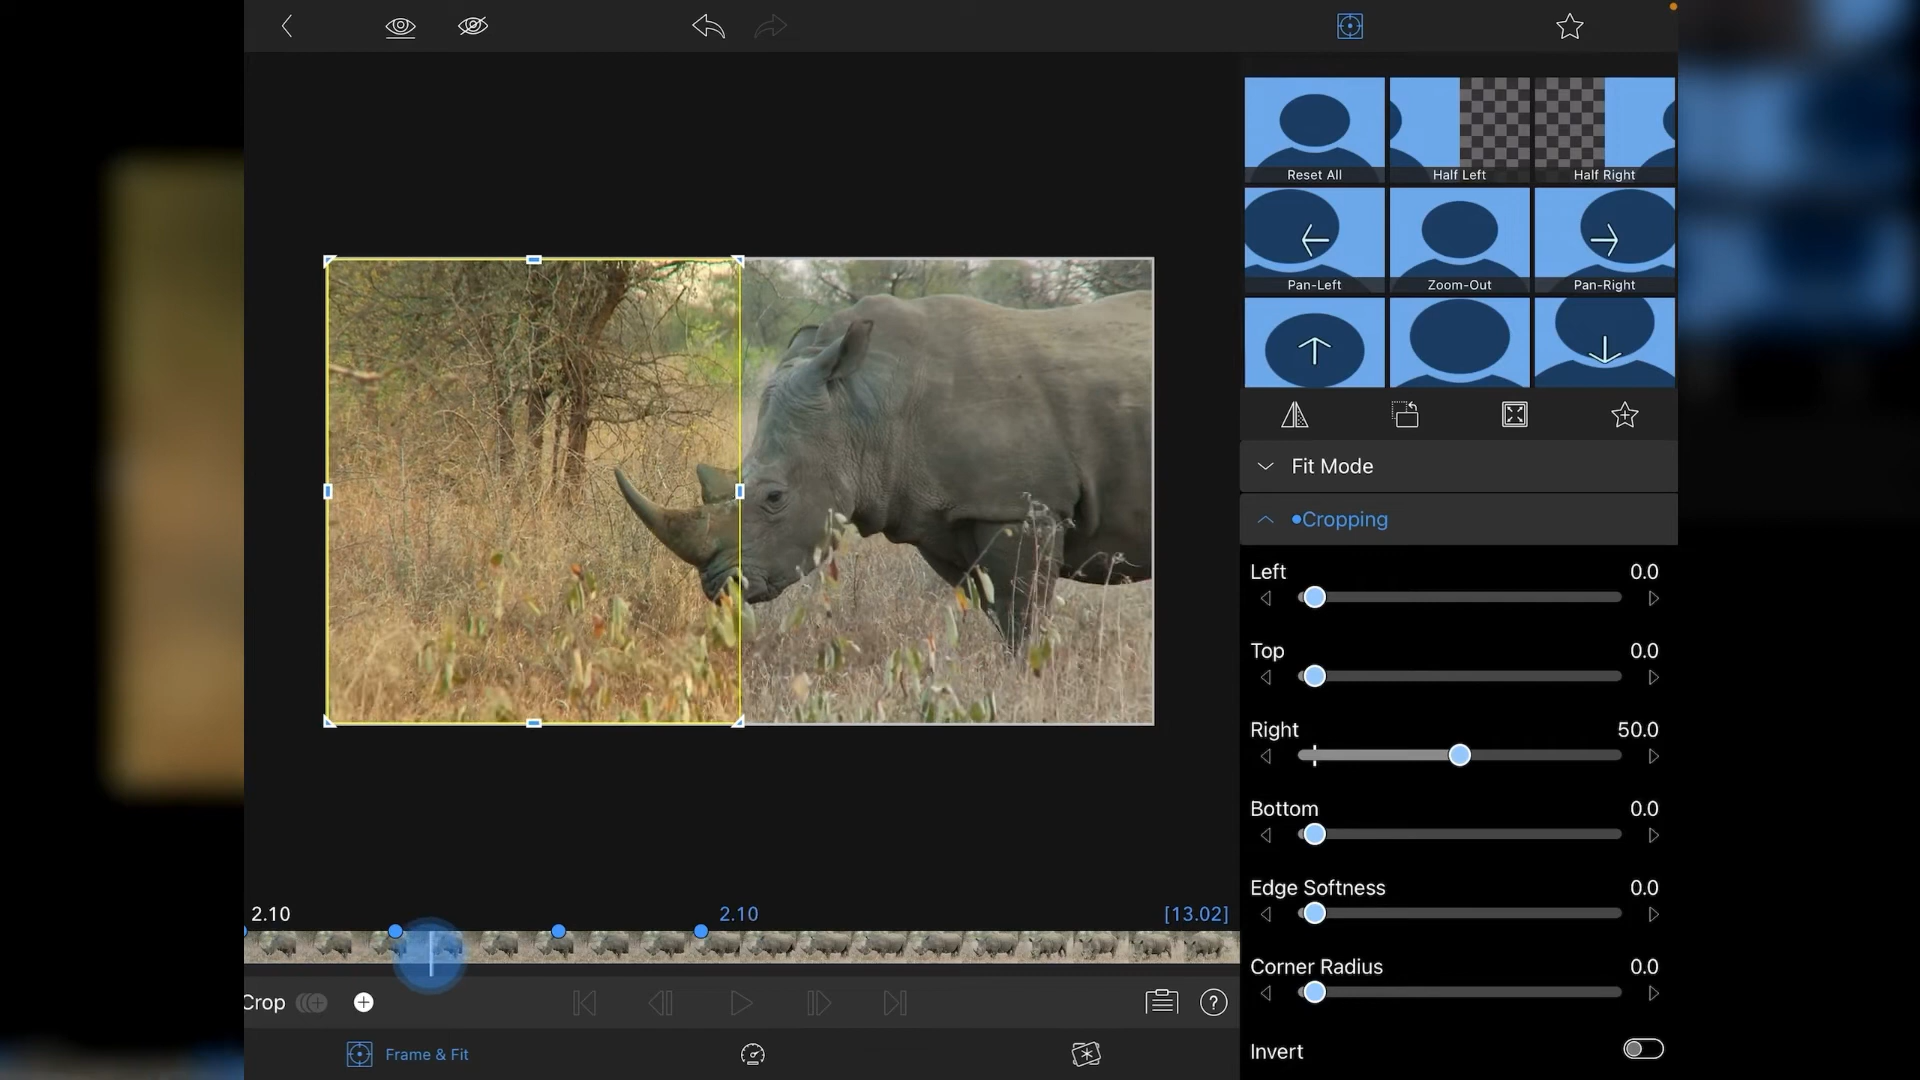 Reset All
Half Left
Half Right
Pan-Left
Zoom-Out
Pan-Right
Fit Mode
Cropping
Left 0.0
Top 0.0
Right 50.0
Bottom 0.0
Edge Softness 0.0
Corner Radius 0.0
Invert
2.10
2.10
[13.02]
Crop
?
Frame & Fit